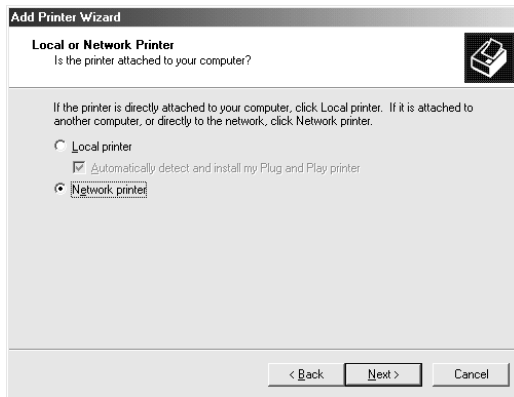 Add Printer Wizard
Local or Network Printer
Is the printer attached to your computer?
If the printer is directly attached to your computer, click Local printer. If it is attached to
another computer, or directly to the network, click Network printer.
Local printer
Automatically detect and install my Plug and Play printer
Network printer
< Back
Next >
Cancel